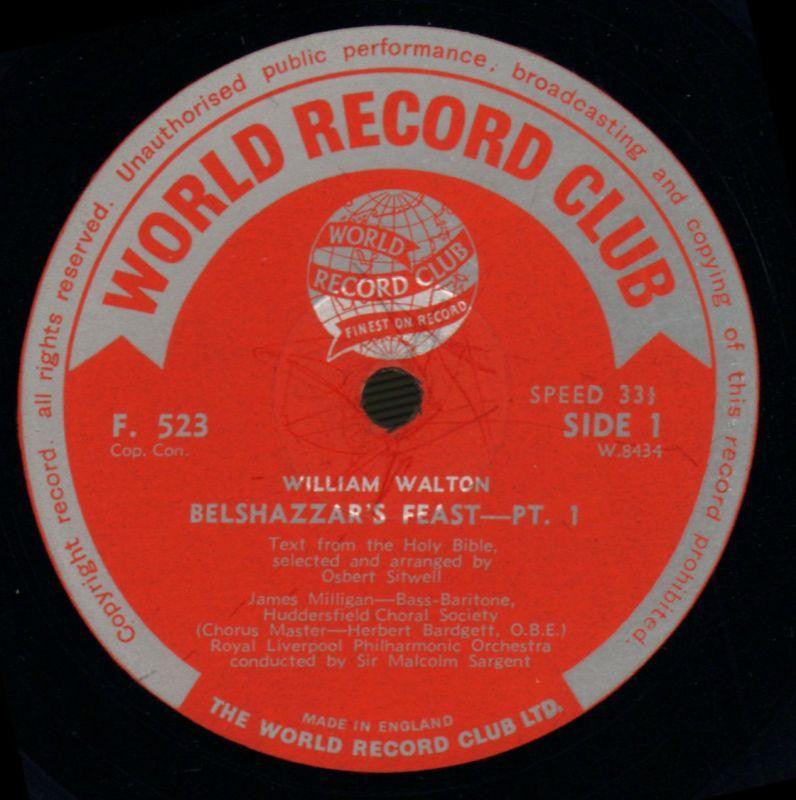 Copyright record. all rights reserved. Unauthorised public performance, broadcasting and copying of this record prohibited.
WORLD RECORD CLUB
WORLD
RECORD CLUB
FINEST ON RECORD
SPEED 33⅓
F. 523
SIDE 1
Cop. Con.
W.8434
WILLIAM WALTON
BELSHAZZAR'S FEAST—PT. 1
Text from the Holy Bible,
selected and arranged by
Osbert Sitwell
James Milligan—Bass-Baritone,
Huddersfield Choral Society
(Chorus Master—Herbert Bardgett, O.B.E.)
Royal Liverpool Philharmonic Orchestra
conducted by Sir Malcolm Sargent
MADE IN ENGLAND
THE WORLD RECORD CLUB LTD.